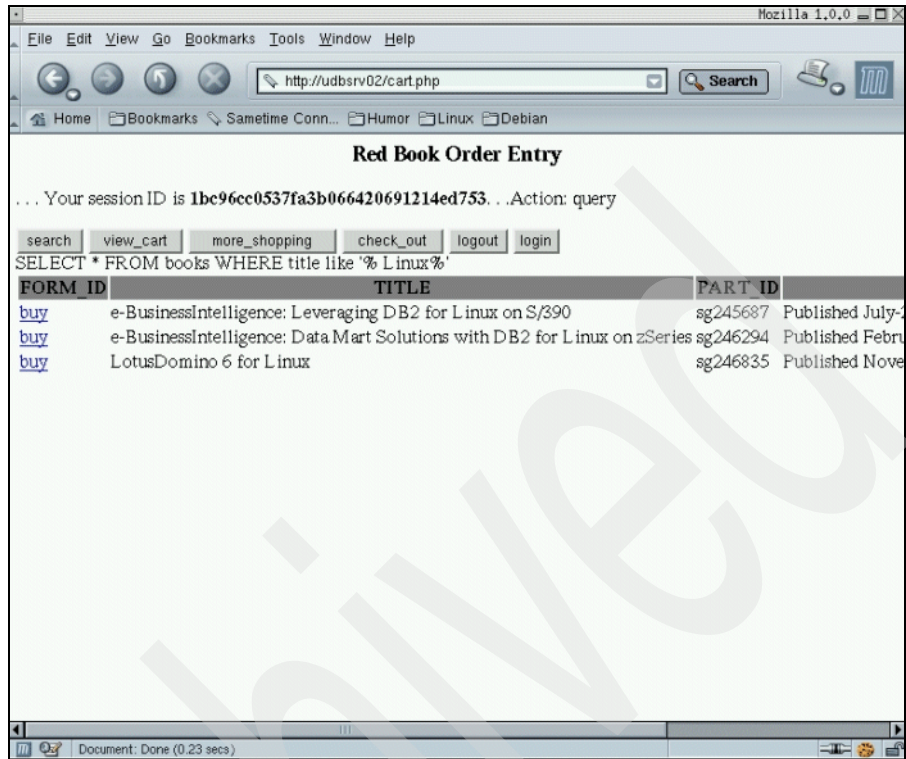 Mozilla 1.0.0
File Edit View Go Bookmarks Tools Window Help
http://udbsrv02/cart.php Search
Home Bookmarks Sametime Conn... Humor Linux Debian
Red Book Order Entry
. . . Your session ID is 1bc96cc0537fa3b066420691214ed753. . .Action: query
search view_cart more_shopping check_out logout login
SELECT * FROM books WHERE title like '% Linux%'
FORM_ID TITLE PART_ID
buy e-BusinessIntelligence: Leveraging DB2 for Linux on S/390 sg245687 Published July-2
buy e-BusinessIntelligence: Data Mart Solutions with DB2 for Linux on zSeries sg246294 Published Febru
buy LotusDomino 6 for Linux sg246835 Published Nove
hived
Document: Done (0.23 secs)